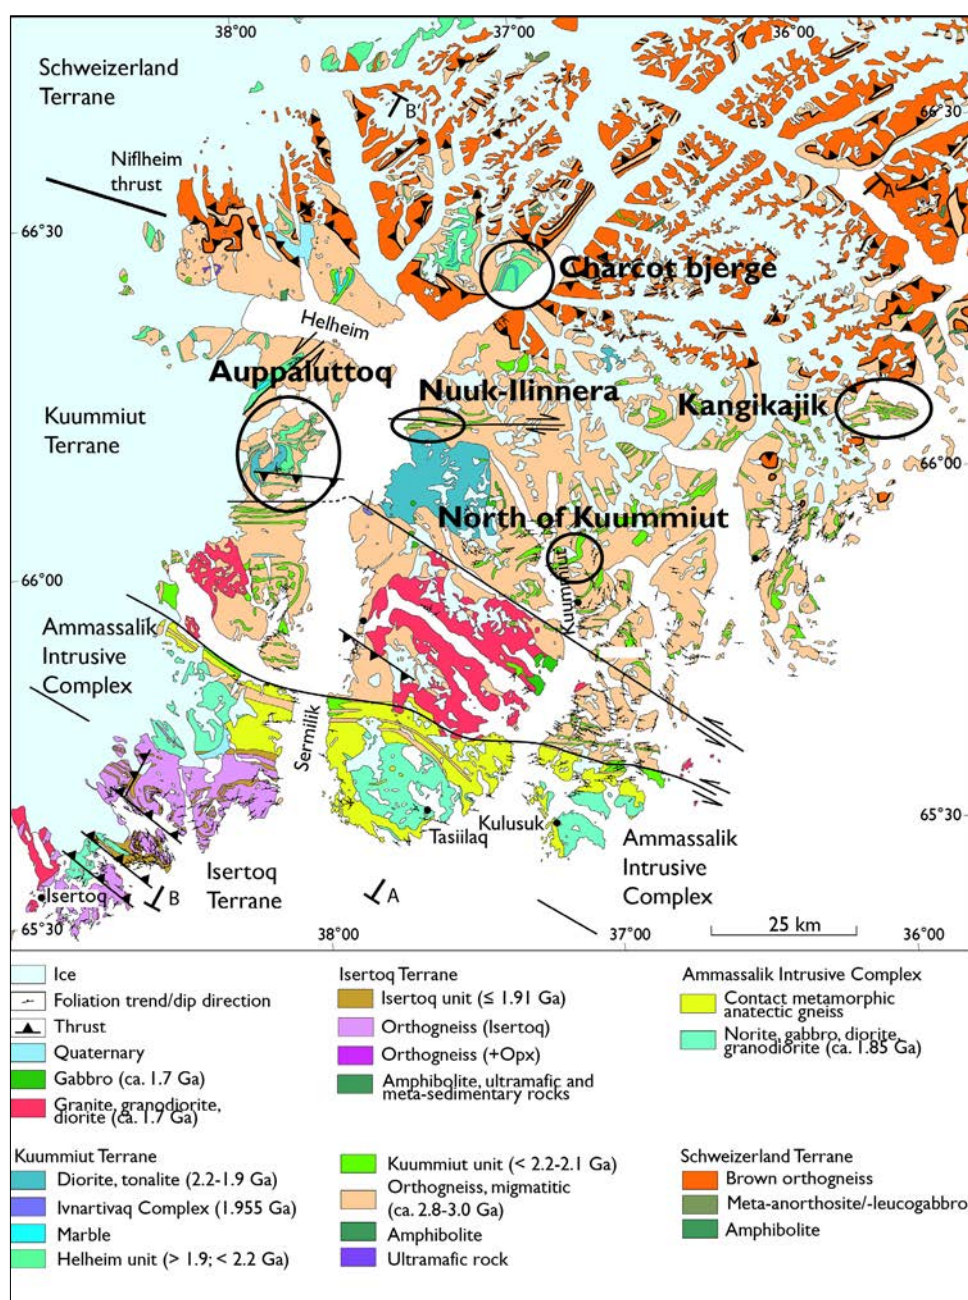 38°00' 37°00' 36°00'
Schweizerland
Terrane
B'
66°30
Niflheim
thrust
A'
66°30
Charcot bjerge
Helheim
Auppaluttoq
Nuuk-Ilinnera
Kangikajik
Kuummiut
Terrane
66°00
North of Kuummiut
66°00
Kuummiut
Ammassalik
Intrusive
Complex
Sermilik
65°30
Tasiilaq
Kulusuk
Ammassalik
Intrusive
Complex
Isertoq
Terrane
Isertoq
B
A
65°30
25 km
38°00 37°00 36°00
Ice
Foliation trend/dip direction
Thrust
Quaternary
Gabbro (ca. 1.7 Ga)
Granite, granodiorite,
diorite (ca. 1.7 Ga)
Isertoq Terrane
Isertoq unit (≤ 1.91 Ga)
Orthogneiss (Isertoq)
Orthogneiss (+Opx)
Amphibolite, ultramafic and
meta-sedimentary rocks
Ammassalik Intrusive Complex
Contact metamorphic
anatectic gneiss
Norite, gabbro, diorite,
granodiorite (ca. 1.85 Ga)
Kuummiut Terrane
Diorite, tonalite (2.2-1.9 Ga)
Ivnartivaq Complex (1.955 Ga)
Marble
Helheim unit (> 1.9; < 2.2 Ga)
Kuummiut unit (< 2.2-2.1 Ga)
Orthogneiss, migmatitic
(ca. 2.8-3.0 Ga)
Amphibolite
Ultramafic rock
Schweizerland Terrane
Brown orthogneiss
Meta-anorthosite/-leucogabbro
Amphibolite